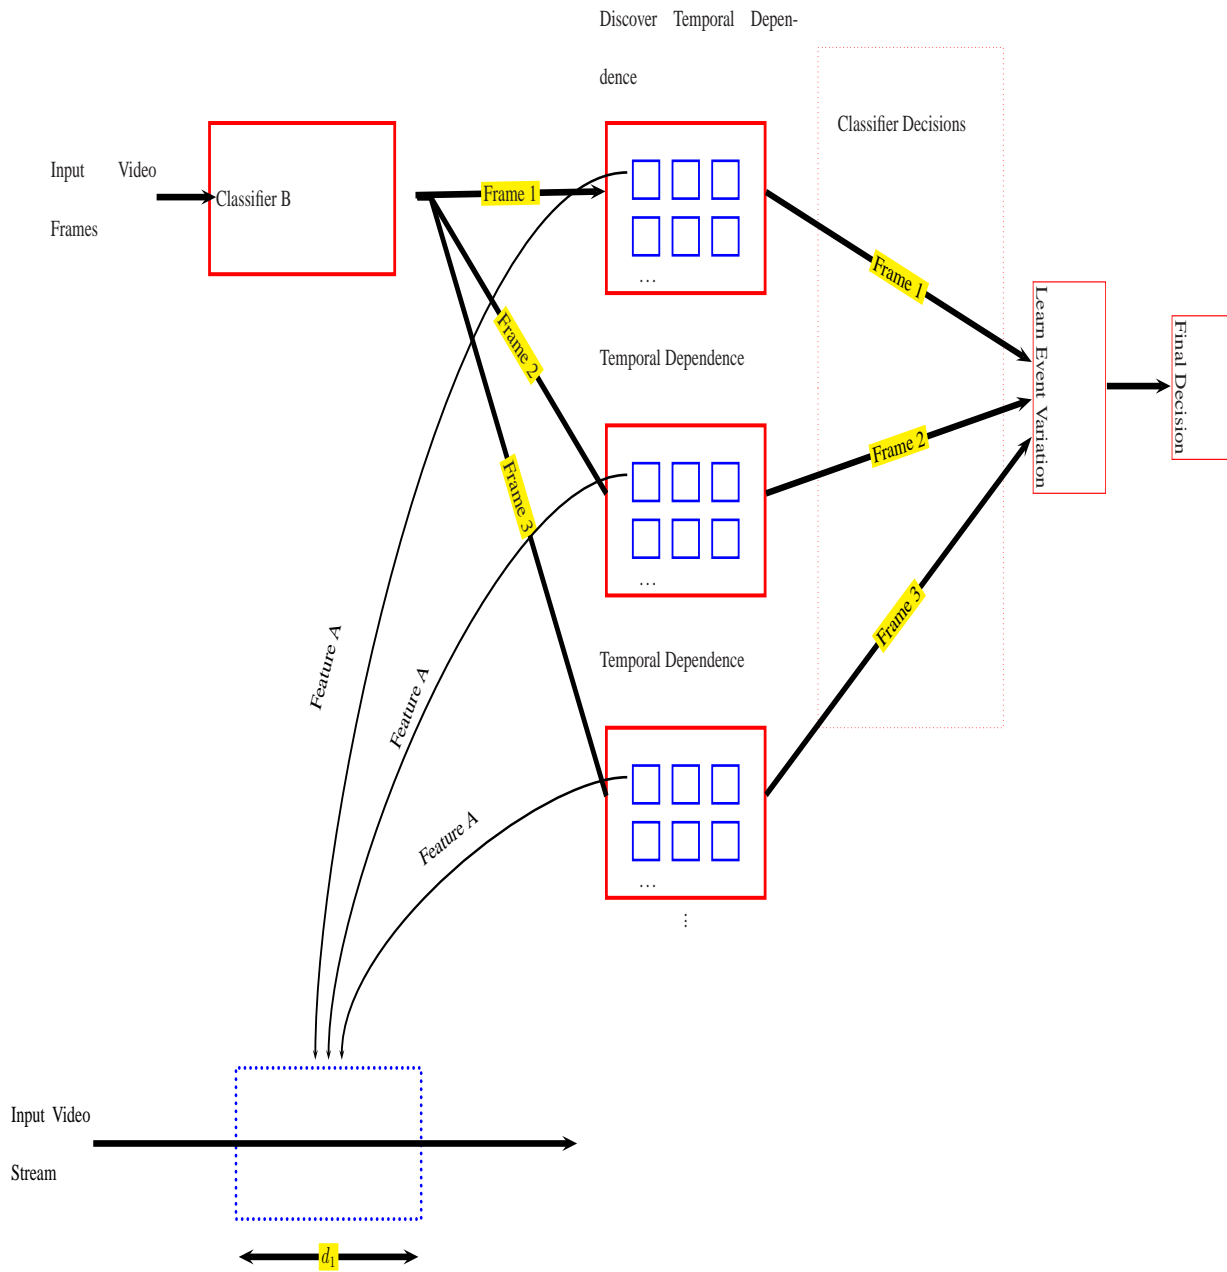 Discover Temporal Depen-
dence
Classifier Decisions
Input Video
Frames
Classifier B
Frame 1
…
Frame 1
Frame 2
Temporal Dependence
Learn Event Variation
Final Decision
Frame 2
Frame 3
…
Frame 3
Feature A
Feature A
Temporal Dependence
Feature A
…
⋮
Input Video
Stream
d1